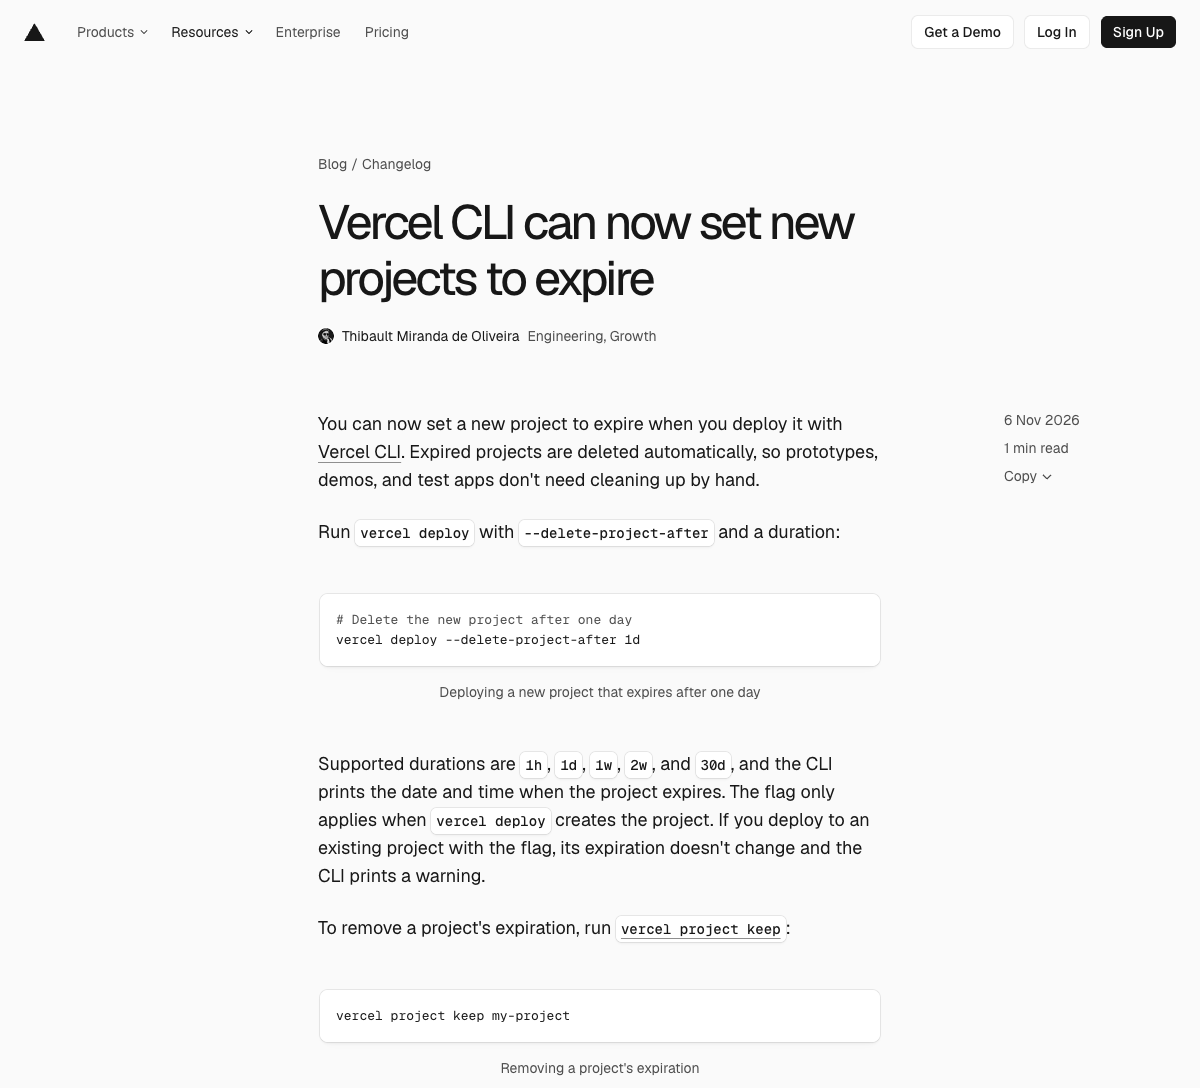 Products Resources Enterprise Pricing Get a Demo Log In Sign Up
Blog / Changelog
Vercel CLI can now set new
projects to expire
Thibault Miranda de Oliveira Engineering, Growth
You can now set a new project to expire when you deploy it with
Vercel CLI. Expired projects are deleted automatically, so prototypes,
demos, and test apps don't need cleaning up by hand.
6 Nov 2026
1 min read
Copy
Run vercel deploy with --delete-project-after and a duration:
# Delete the new project after one day
vercel deploy --delete-project-after 1d
Deploying a new project that expires after one day
Supported durations are 1h, 1d, 1w, 2w, and 30d, and the CLI
prints the date and time when the project expires. The flag only
applies when vercel deploy creates the project. If you deploy to an
existing project with the flag, its expiration doesn't change and the
CLI prints a warning.
To remove a project's expiration, run vercel project keep:
vercel project keep my-project
Removing a project's expiration